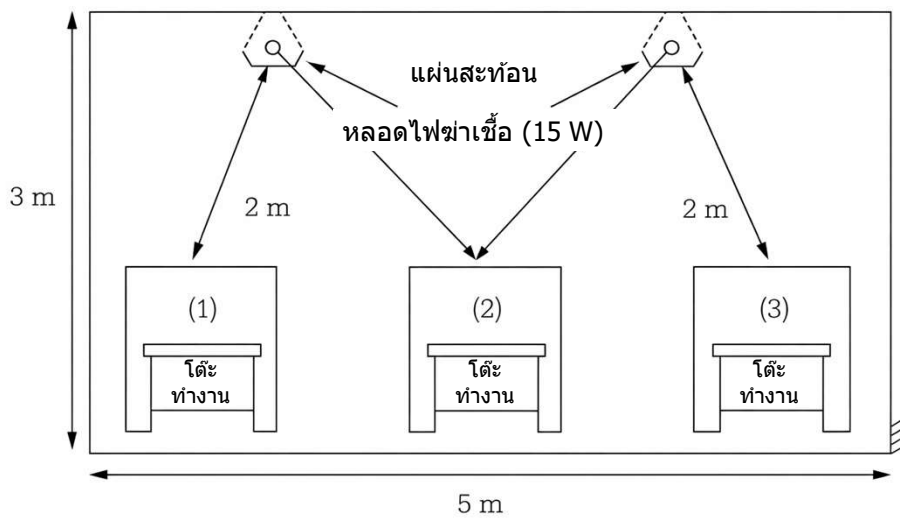 แผ่นสะท้อน
หลอดไฟฆ่าเชื้อ (15 W)
3 m
2 m
2 m
(1)
(2)
(3)
โต๊ะ
ทำงาน
โต๊ะ
ทำงาน
โต๊ะ
ทำงาน
5 m